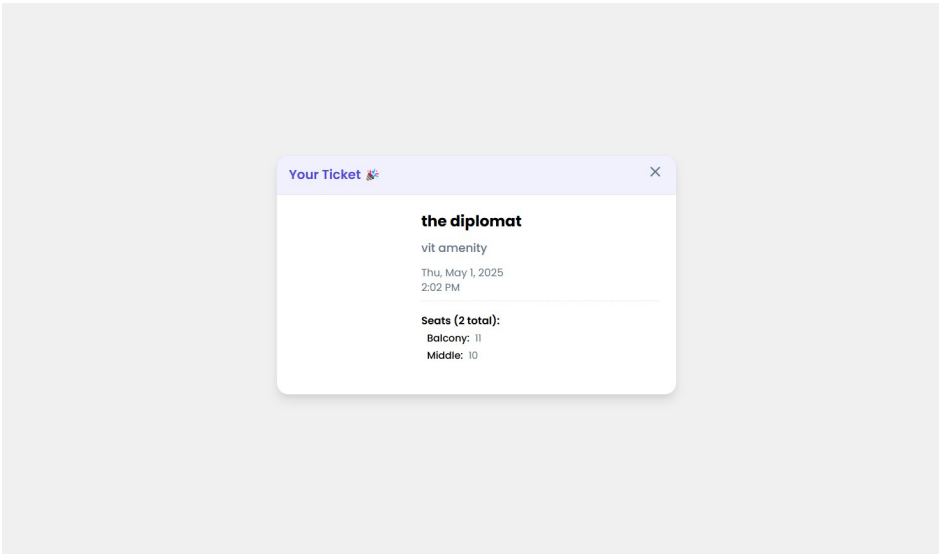 Your Ticket 🎉
the diplomat
vit amenity
Thu, May 1, 2025
2:02 PM
Seats (2 total):
Balcony: 11
Middle: 10